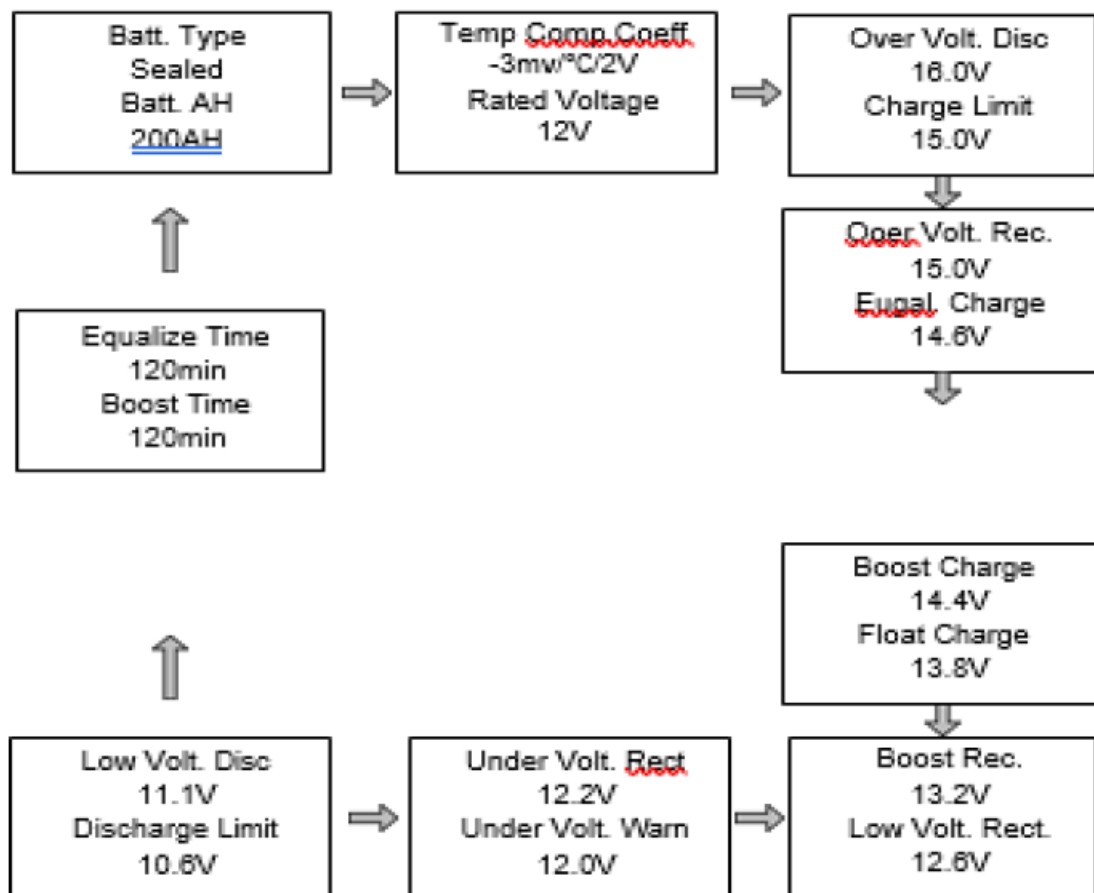 Batt. Type
Sealed
Batt. AH
200AH
Temp Comp Coeff
-3mw/°C/2V
Rated Voltage
12V
Over Volt. Disc
16.0V
Charge Limit
15.0V
Ooer Volt. Rec.
15.0V
Eugal. Charge
14.6V
Equalize Time
120min
Boost Time
120min
Boost Charge
14.4V
Float Charge
13.8V
Low Volt. Disc
11.1V
Discharge Limit
10.6V
Under Volt. Rect
12.2V
Under Volt. Warn
12.0V
Boost Rec.
13.2V
Low Volt. Rect.
12.6V